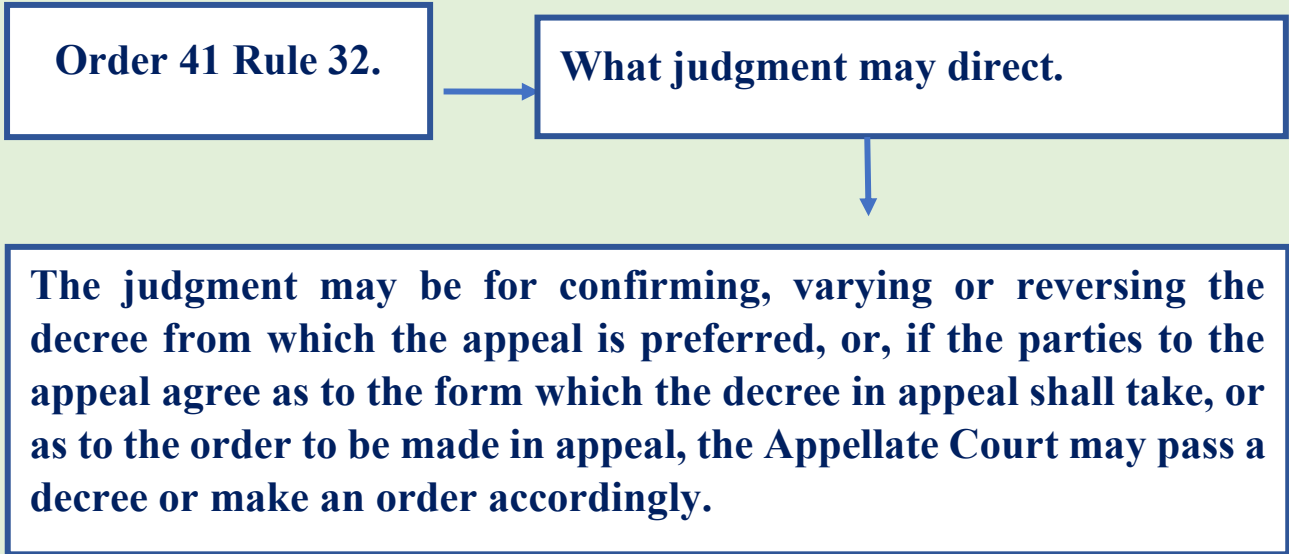 Order 41 Rule 32.
What judgment may direct.
The judgment may be for confirming, varying or reversing the
decree from which the appeal is preferred, or, if the parties to the
appeal agree as to the form which the decree in appeal shall take, or
as to the order to be made in appeal, the Appellate Court may pass a
decree or make an order accordingly.